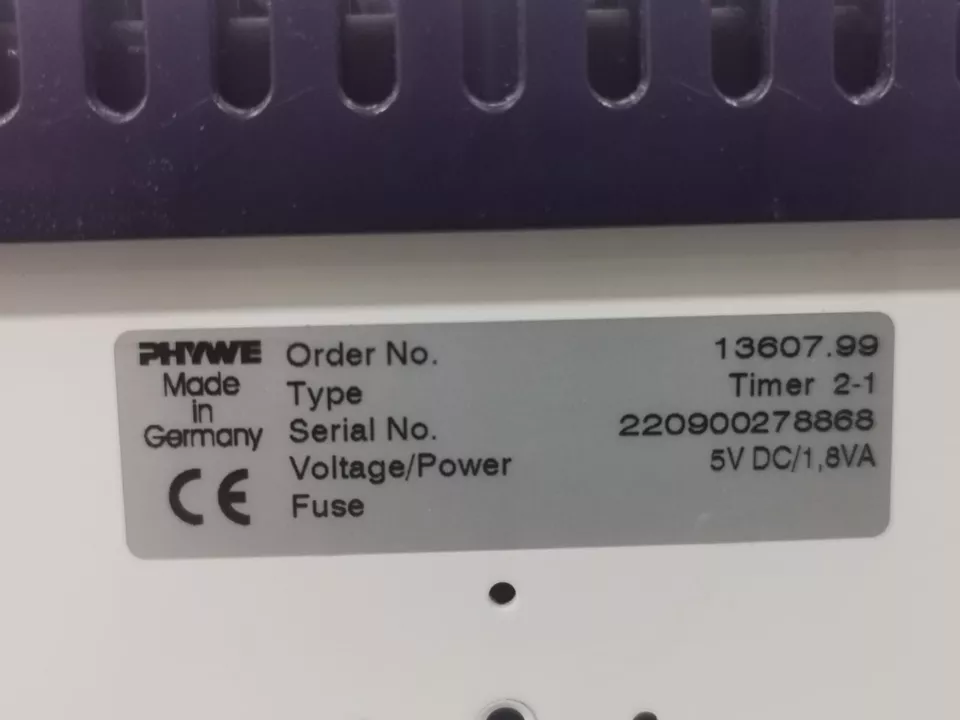 PHYWE
Made
in
Germany
CE
Order No. 13607.99
Type Timer 2-1
Serial No. 220900278868
Voltage/Power 5V DC/1,8VA
Fuse